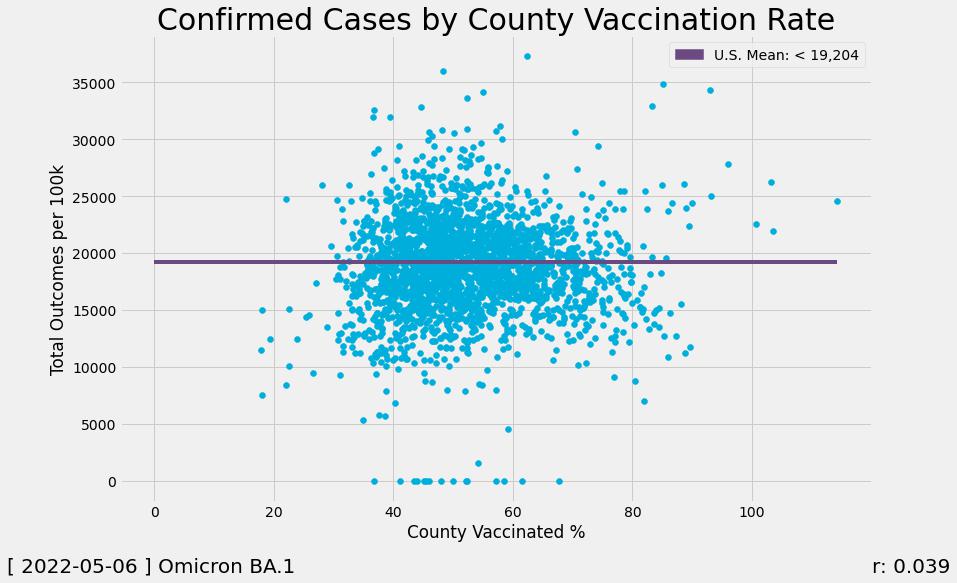 Confirmed Cases by County Vaccination Rate
U.S. Mean: < 19,204
35000
30000
25000
20000
15000
10000
5000
0
Total Outcomes per 100k
0 20 40 60 80 100
County Vaccinated %
[ 2022-05-06 ] Omicron BA.1
r: 0.039